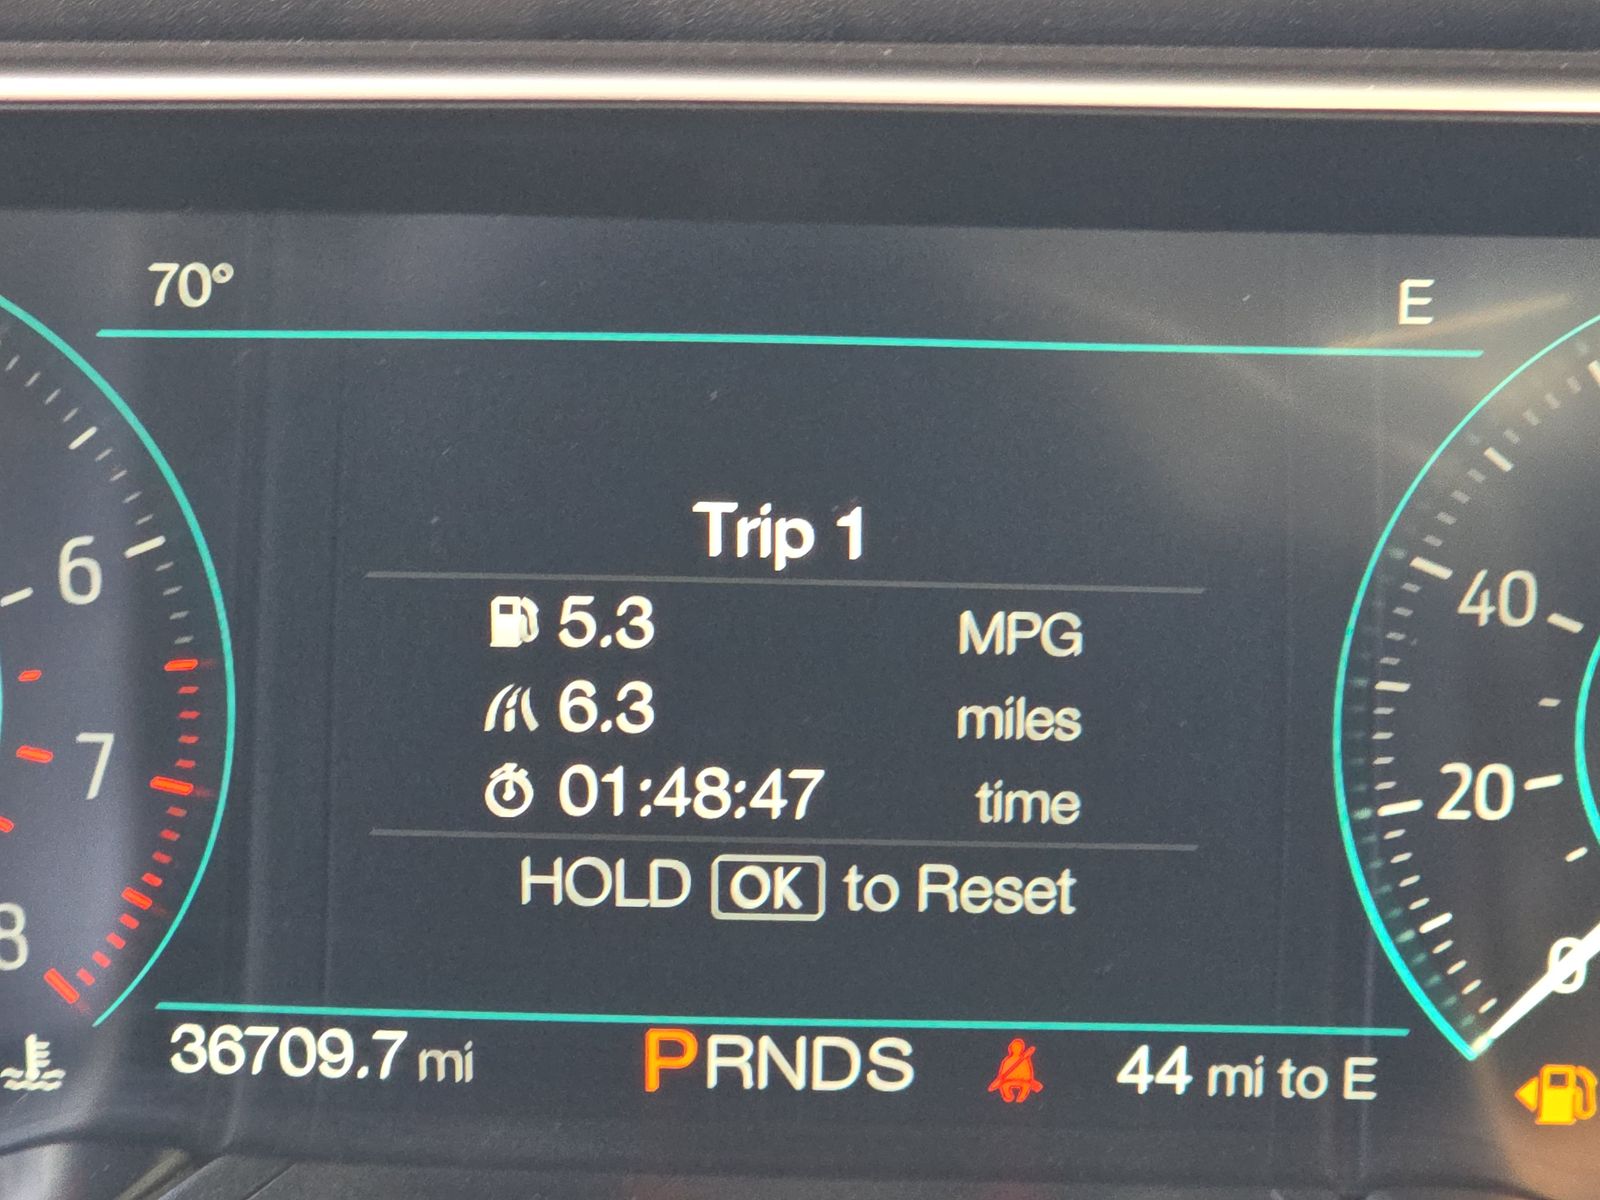 70° E
Trip 1
5.3 MPG
6.3 miles
01:48:47 time
HOLD OK to Reset
36709.7 mi PRNDS 44 mi to E
6
7
8
40
20
0